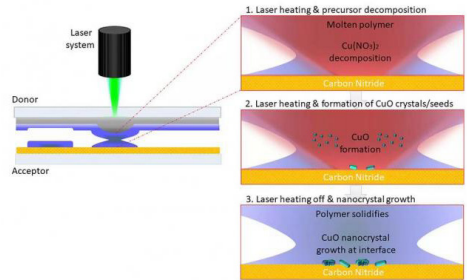 Laser
system
Donor
Acceptor
1. Laser heating & precursor decomposition
Molten polymer
Cu(NO₃)₂
decomposition
Carbon Nitride
2. Laser heating & formation of CuO crystals/seeds
CuO
formation
Carbon Nitride
3. Laser heating off & nanocrystal growth
Polymer solidifies
CuO nanocrystal
growth at interface
Carbon Nitride